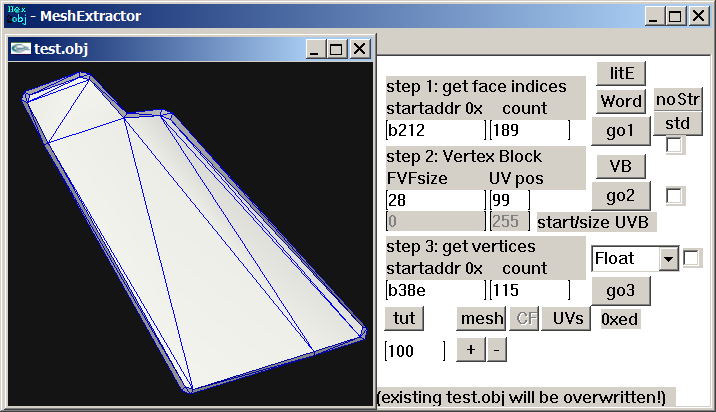 Hex
obj - MeshExtractor
test.obj
litE
step 1: get face indices
startaddr 0x count
Word
noStr
b212
189
go1
std
step 2: Vertex Block
VB
FVFsize UV pos
28
99
go2
0
255
start/size UVB
step 3: get vertices
Float
startaddr 0x count
b38e
115
go3
tut
mesh
CF
UVs
0xed
100
+
-
(existing test.obj will be overwritten!)